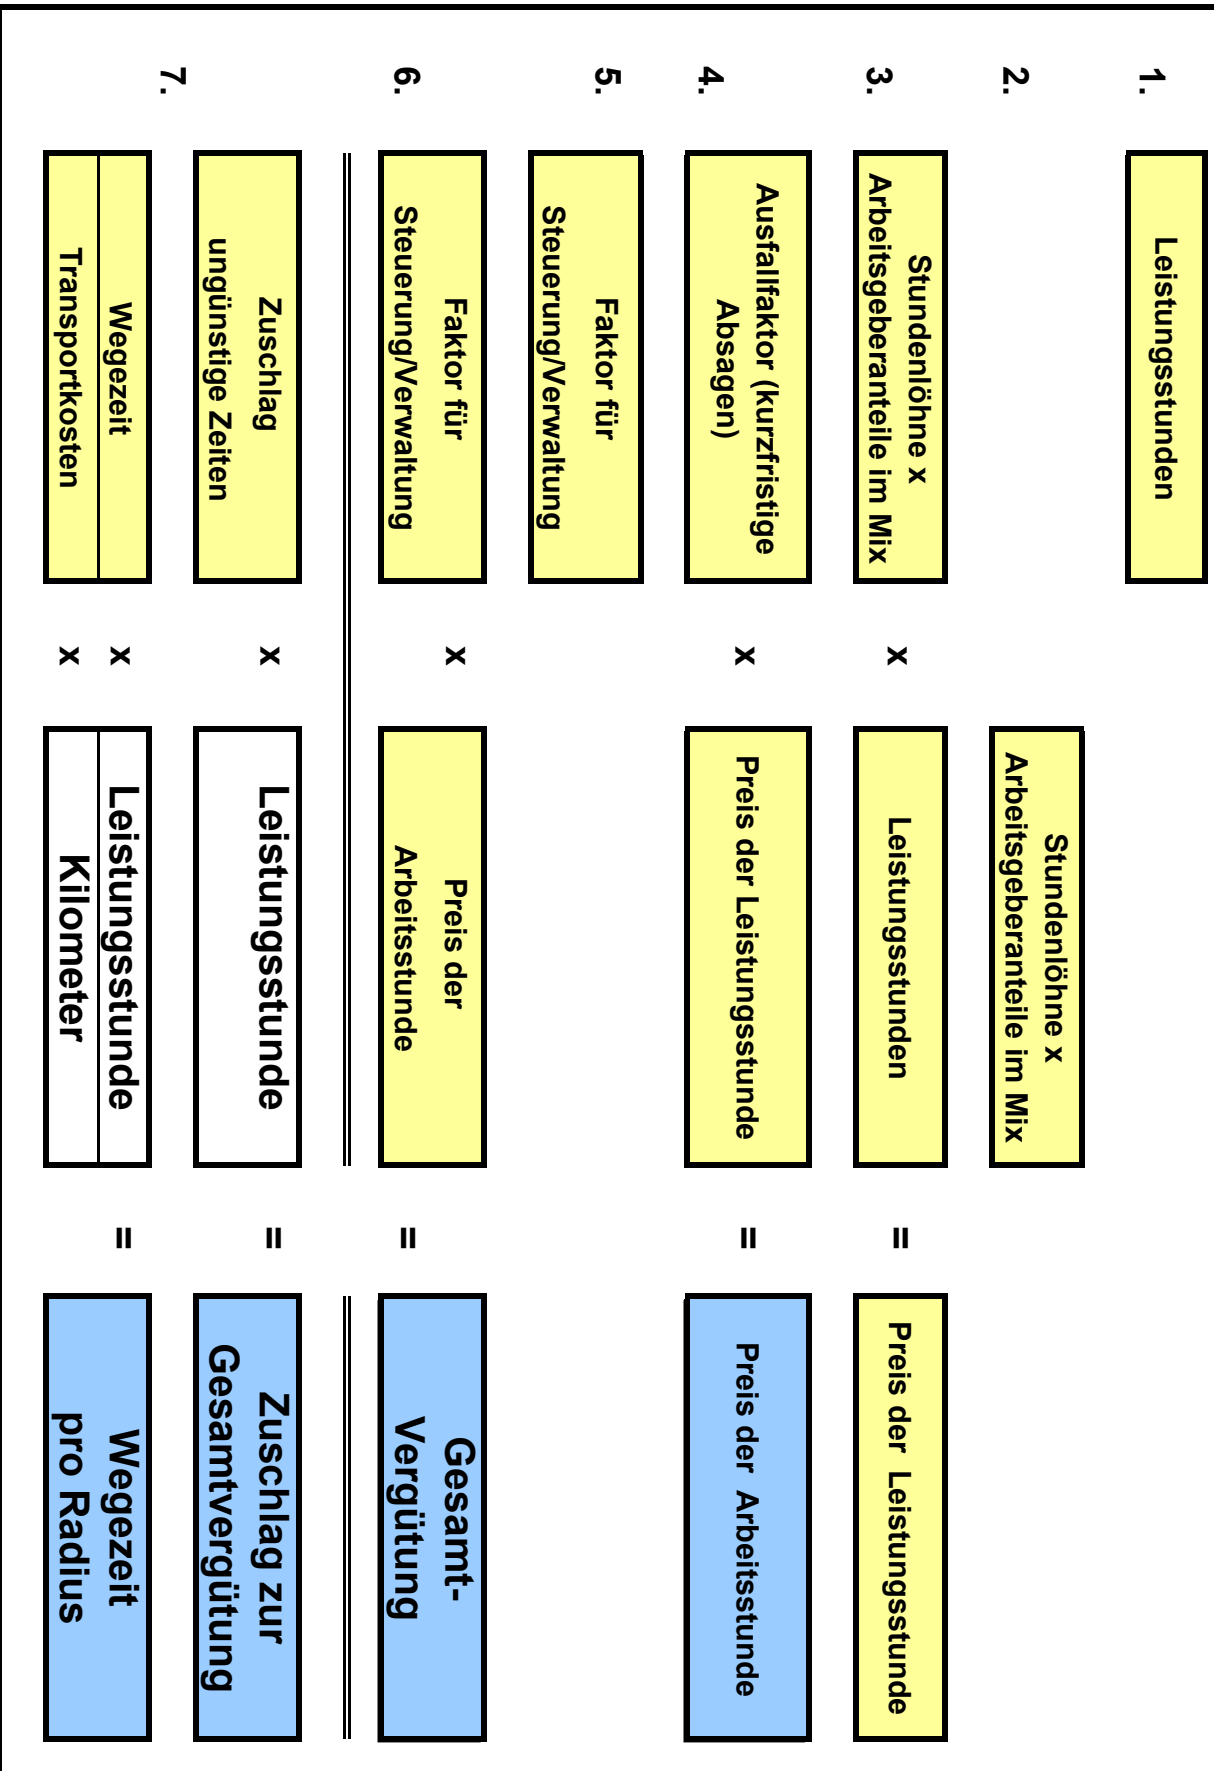 1.
Leistungsstunden
2.
Stundenlöhne x
Arbeitsgeberanteile im Mix
3.
Stundenlöhne x
Arbeitsgeberanteile im Mix
x
Leistungsstunden
=
Preis der Leistungsstunde
4.
Ausfallfaktor (kurzfristige
Absagen)
x
Preis der Leistungsstunde
=
Preis der Arbeitsstunde
5.
Faktor für
Steuerung/Verwaltung
6.
Faktor für
Steuerung/Verwaltung
x
Preis der
Arbeitsstunde
=
Gesamt-
Vergütung
7.
Zuschlag
ungünstige Zeiten
x
Leistungsstunde
=
Zuschlag zur
Gesamtvergütung
Wegezeit
x
Leistungsstunde
=
Transportkosten
x
Kilometer
Wegezeit
pro Radius